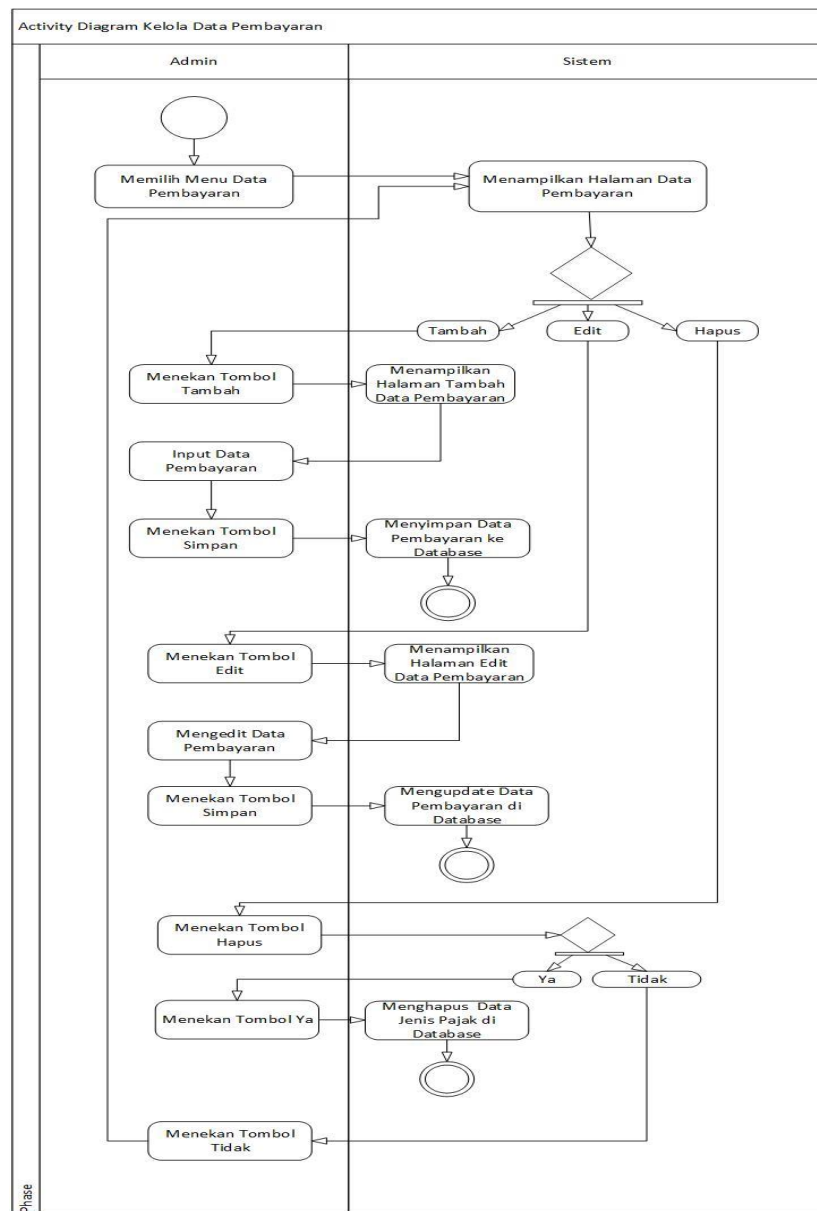 Activity Diagram Kelola Data Pembayaran
Admin
Sistem
Memilih Menu Data
Pembayaran
Menampilkan Halaman Data
Pembayaran
Tambah
Edit
Hapus
Menekan Tombol
Tambah
Menampilkan
Halaman Tambah
Data Pembayaran
Input Data
Pembayaran
Menekan Tombol
Simpan
Menyimpan Data
Pembayaran ke
Database
Menekan Tombol
Edit
Menampilkan
Halaman Edit
Data Pembayaran
Mengedit Data
Pembayaran
Menekan Tombol
Simpan
Mengupdate Data
Pembayaran di
Database
Menekan Tombol
Hapus
Ya
Tidak
Menekan Tombol Ya
Menghapus Data
Jenis Pajak di
Database
Menekan Tombol
Tidak
Phase